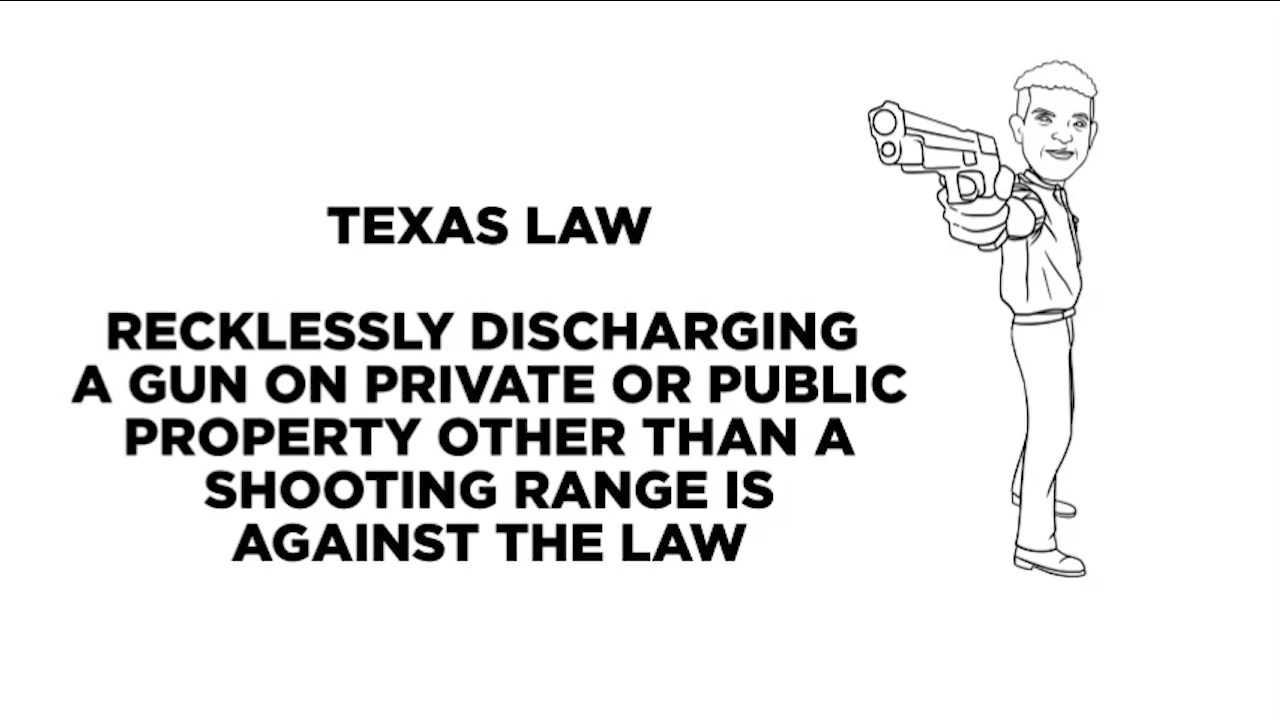 TEXAS LAW
RECKLESSLY DISCHARGING
A GUN ON PRIVATE OR PUBLIC
PROPERTY OTHER THAN A
SHOOTING RANGE IS
AGAINST THE LAW